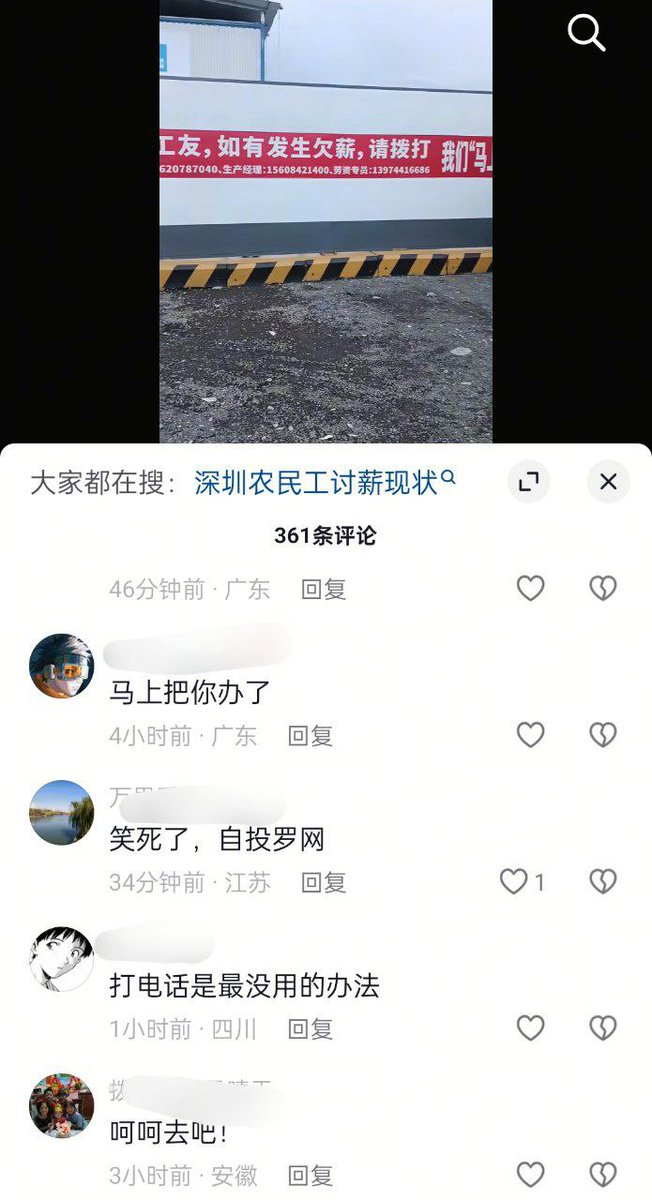 工友，如有发生欠薪，请拨打 我们“马上
620787040、生产经理:15608421400、劳资专员:13974416686
大家都在搜： 深圳农民工讨薪现状
361条评论
46分钟前 · 广东 回复
马上把你办了
4小时前 · 广东 回复
笑死了，自投罗网
34分钟前 · 江苏 回复 1
打电话是最没用的办法
1小时前 · 四川 回复
呵呵去吧！
3小时前 · 安徽 回复